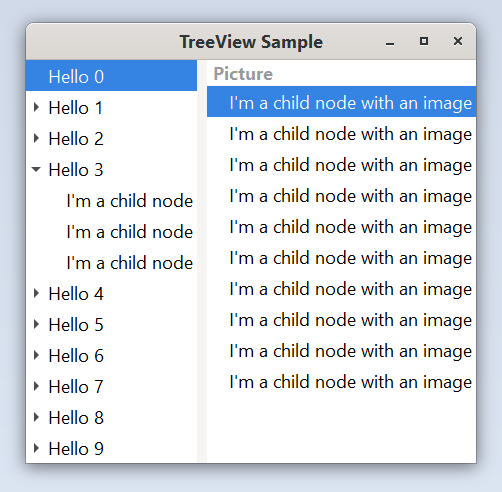 TreeView Sample
Hello 0
Hello 1
Hello 2
Hello 3
I'm a child node
I'm a child node
I'm a child node
Hello 4
Hello 5
Hello 6
Hello 7
Hello 8
Hello 9
Picture
I'm a child node with an image
I'm a child node with an image
I'm a child node with an image
I'm a child node with an image
I'm a child node with an image
I'm a child node with an image
I'm a child node with an image
I'm a child node with an image
I'm a child node with an image
I'm a child node with an image